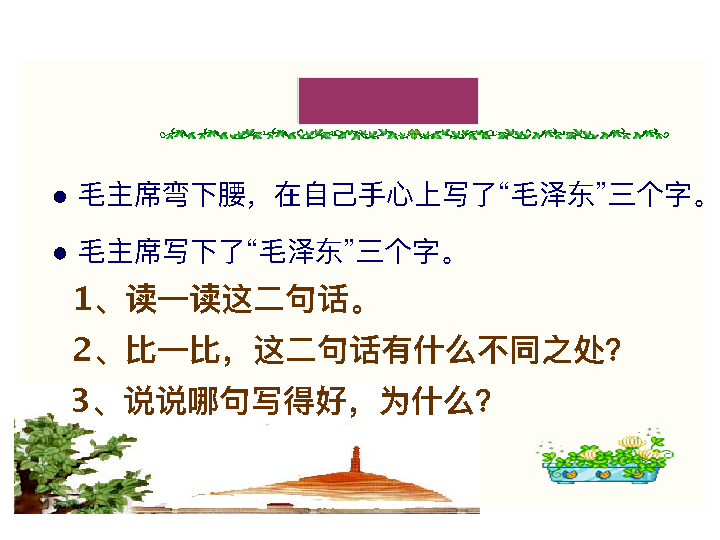 毛主席弯下腰，在自己手心上写了“毛泽东”三个字。
毛主席写下了“毛泽东”三个字。
1、读一读这二句话。
2、比一比，这二句话有什么不同之处?
3、说说哪句写得好，为什么?